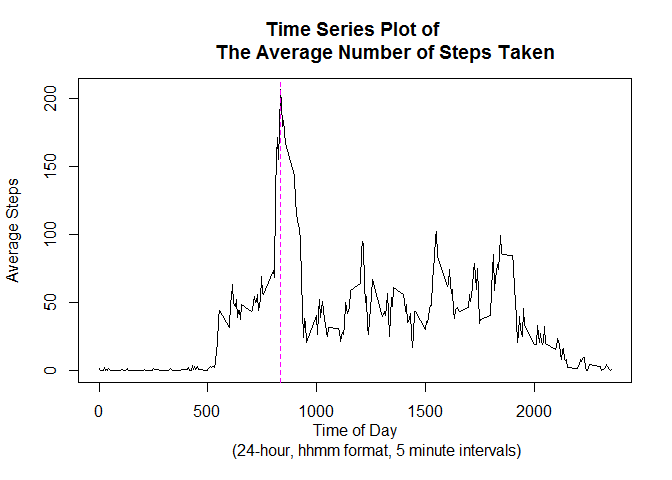 Time Series Plot of
The Average Number of Steps Taken
200
150
100
50
0
Average Steps
0 500 1000 1500 2000
Time of Day
(24-hour, hhmm format, 5 minute intervals)